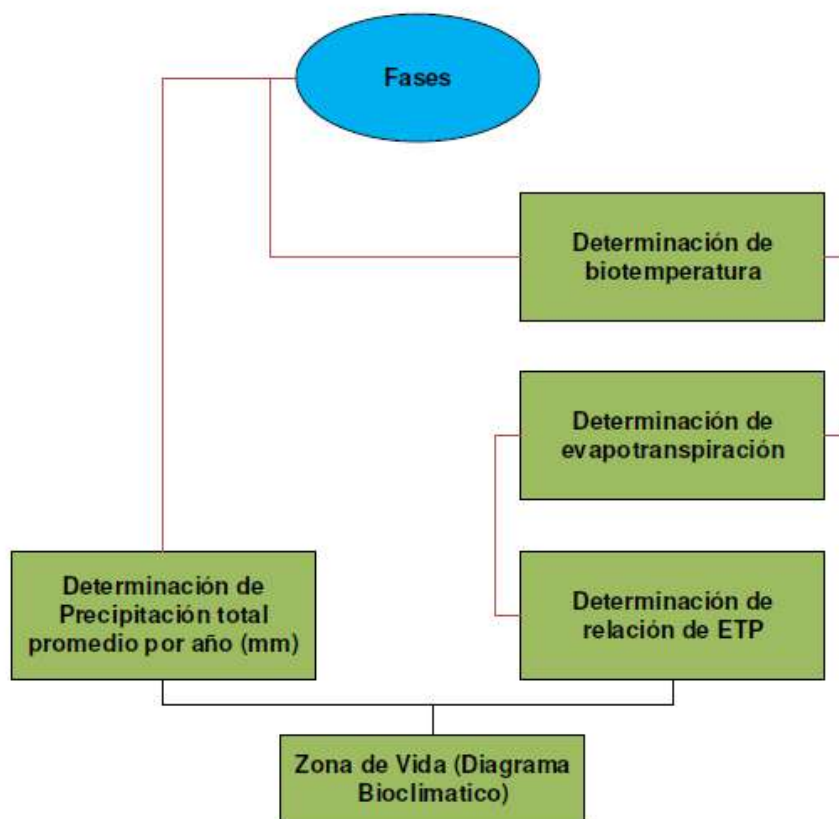 Fases
Determinación de
biotemperatura
Determinación de
evapotranspiración
Determinación de
Precipitación total
promedio por año (mm)
Determinación de
relación de ETP
Zona de Vida (Diagrama
Bioclimatico)